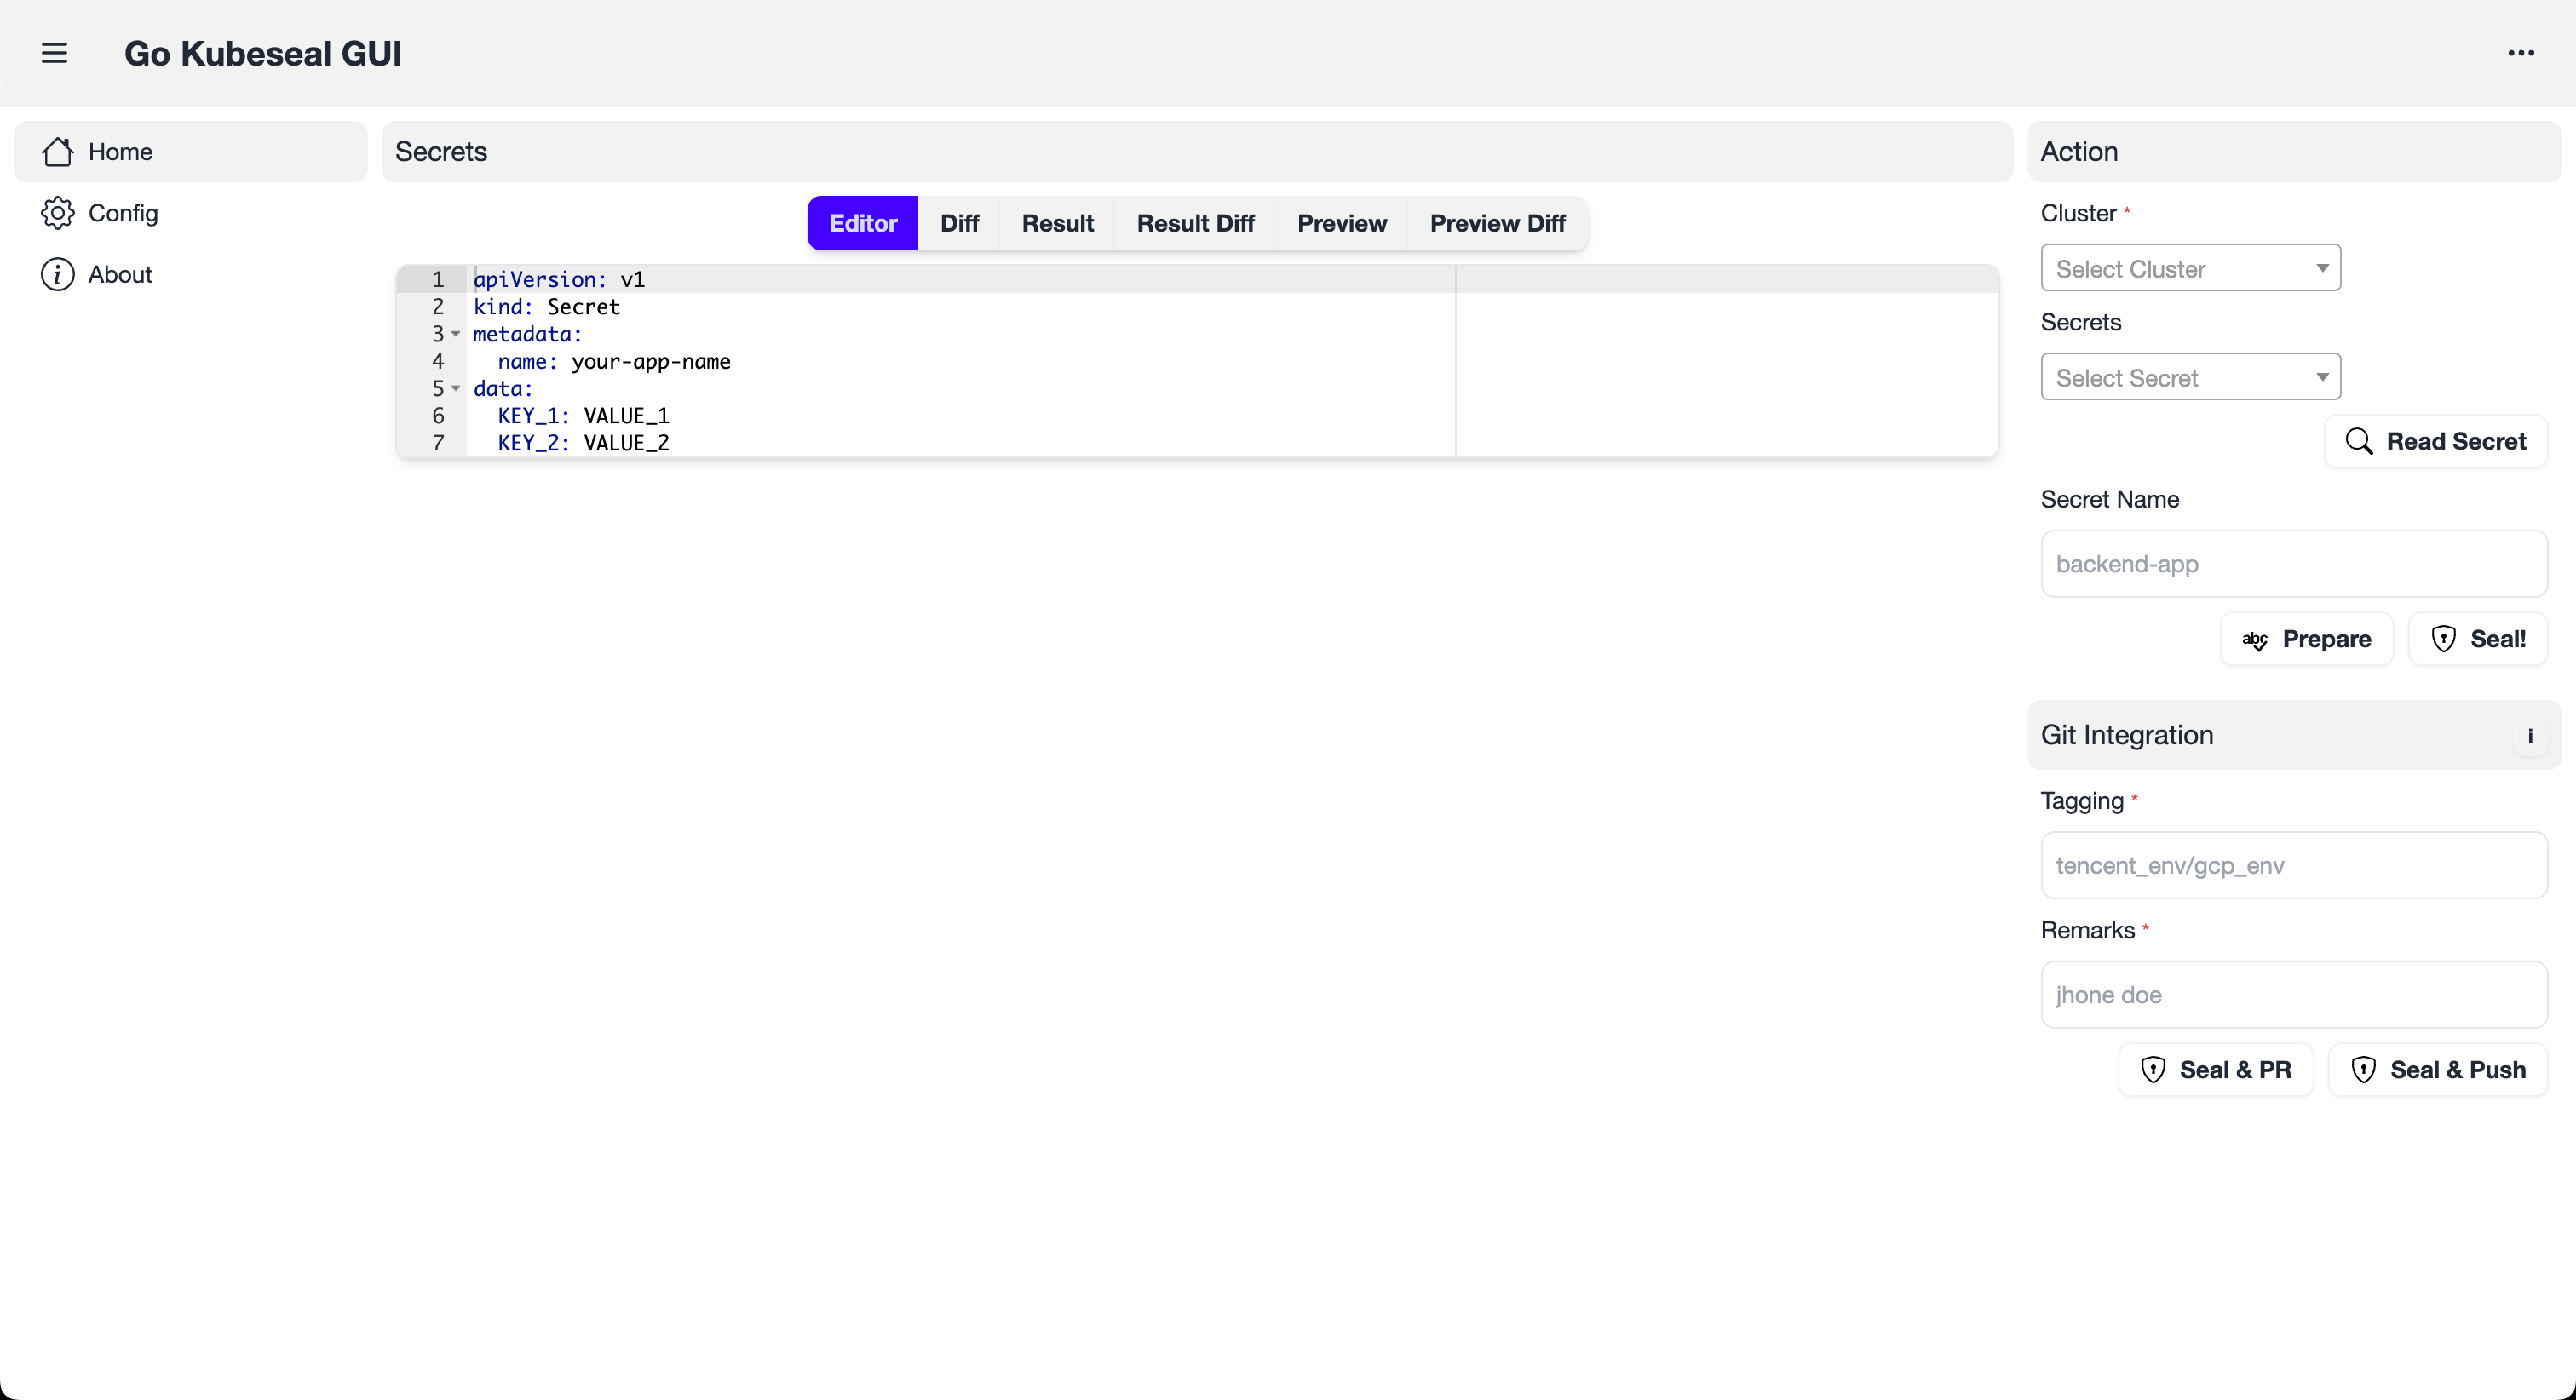 Go Kubeseal GUI
Home
Config
About
Secrets
Editor Diff Result Result Diff Preview Preview Diff
1 apiVersion: v1
2 kind: Secret
3 metadata:
4   name: your-app-name
5 data:
6   KEY_1: VALUE_1
7   KEY_2: VALUE_2
Action
Cluster *
Select Cluster
Secrets
Select Secret
Read Secret
Secret Name
backend-app
abc Prepare Seal!
Git Integration i
Tagging *
tencent_env/gcp_env
Remarks *
jhone doe
Seal & PR Seal & Push